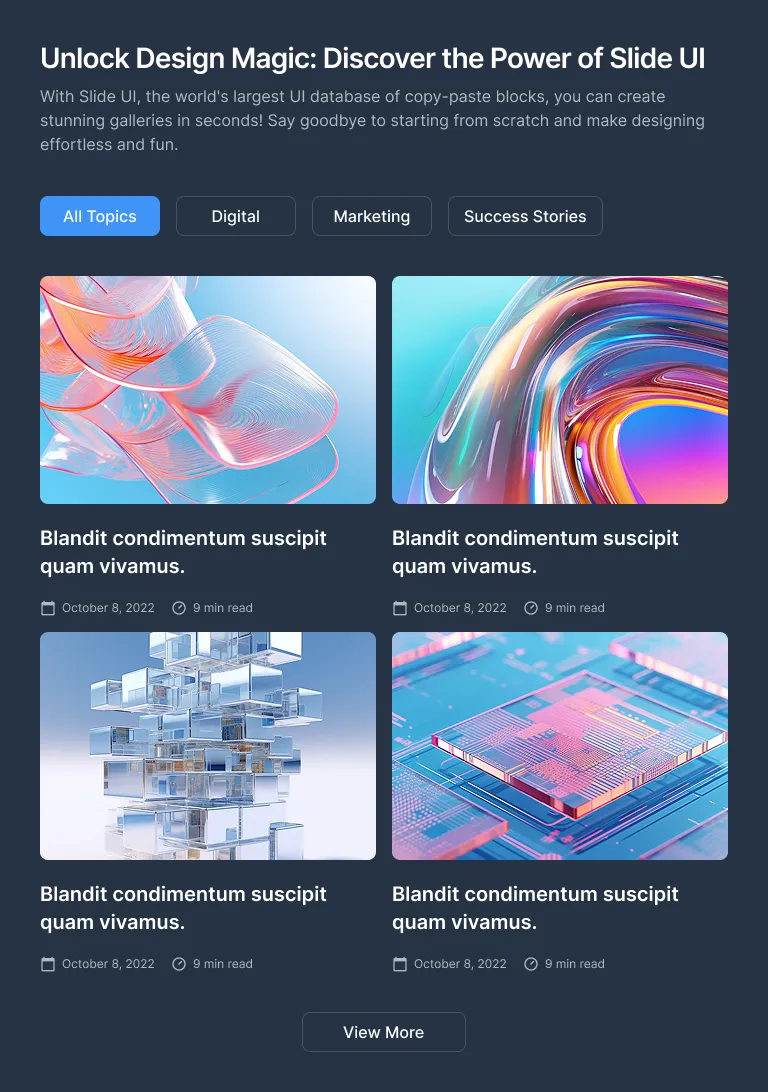 Unlock Design Magic: Discover the Power of Slide UI
With Slide UI, the world's largest UI database of copy-paste blocks, you can create
stunning galleries in seconds! Say goodbye to starting from scratch and make designing
effortless and fun.
All Topics
Digital
Marketing
Success Stories
Blandit condimentum suscipit
quam vivamus.
October 8, 2022
9 min read
Blandit condimentum suscipit
quam vivamus.
October 8, 2022
9 min read
Blandit condimentum suscipit
quam vivamus.
October 8, 2022
9 min read
Blandit condimentum suscipit
quam vivamus.
October 8, 2022
9 min read
View More